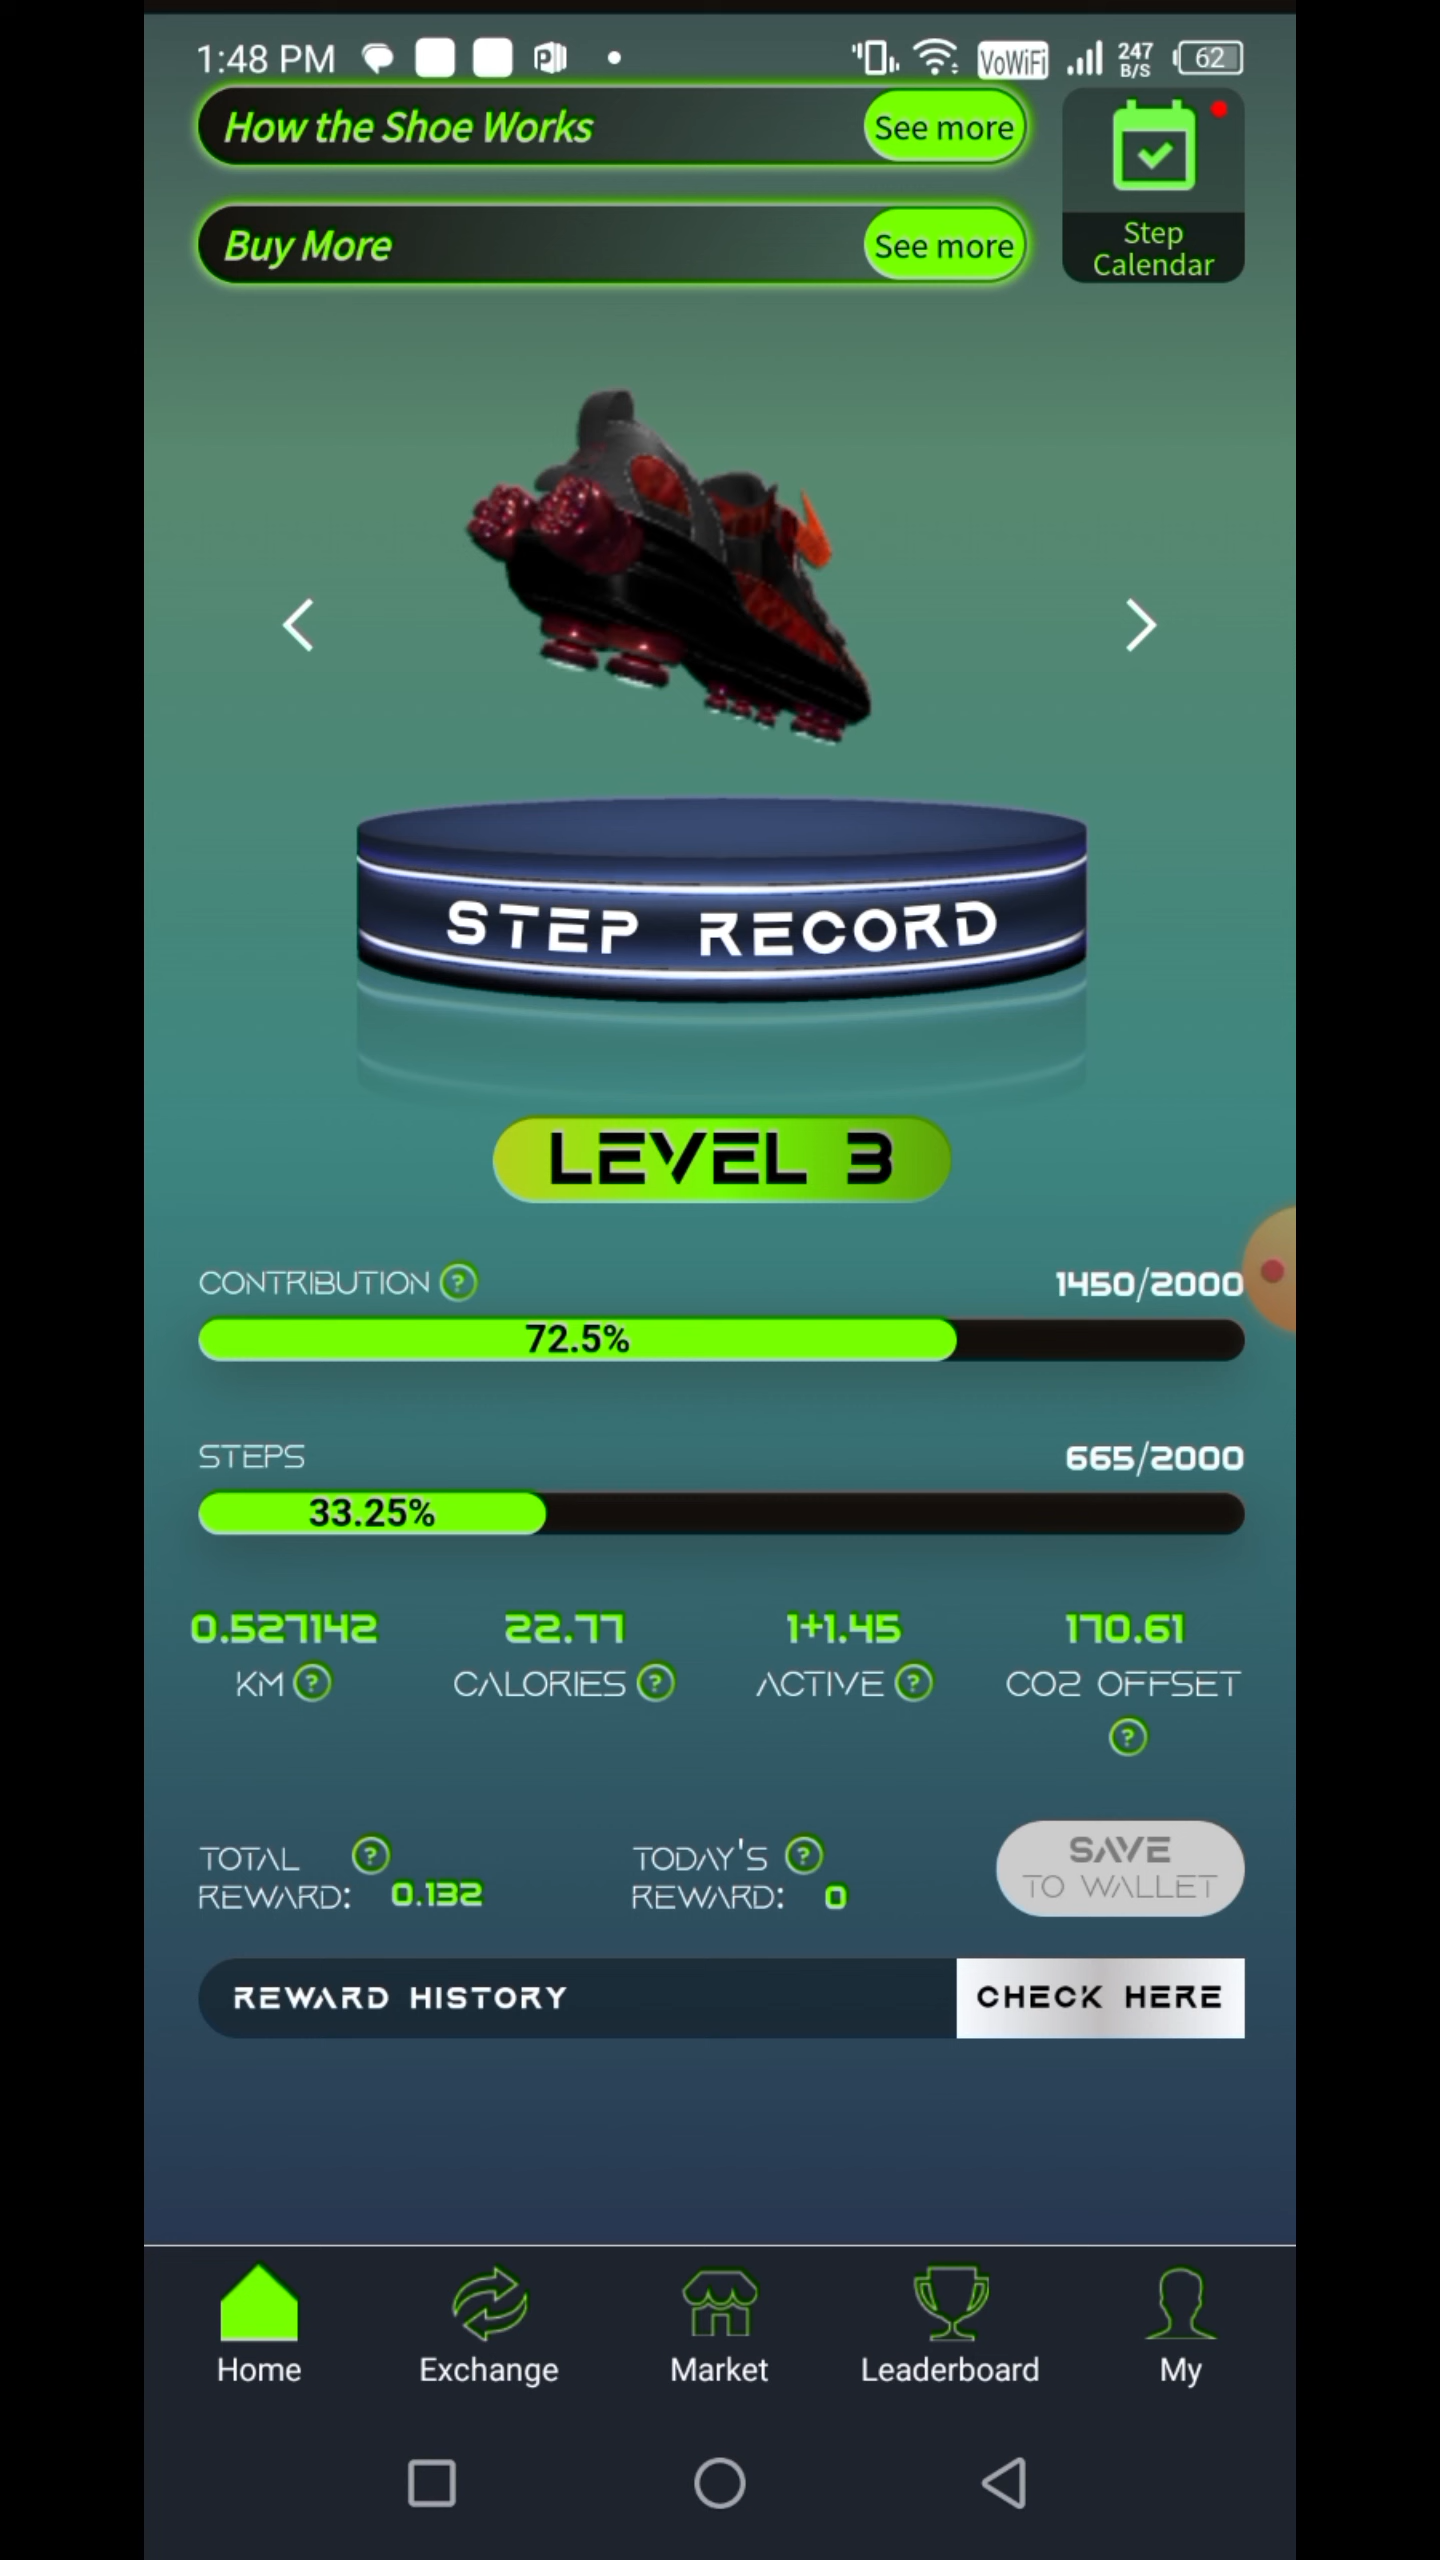 1:48 PM
VoWiFi
247
B/S
62
How the Shoe Works
See more
Buy More
See more
Step
Calendar
STEP RECORD
LEVEL 3
CONTRIBUTION ?
1450/2000
72.5%
STEPS
665/2000
33.25%
0.527142
KM ?
22.77
CALORIES ?
1+1.45
ACTIVE ?
170.61
CO2 OFFSET
?
TOTAL ?
REWARD: 0.132
TODAY'S ?
REWARD: 0
SAVE
TO WALLET
REWARD HISTORY
CHECK HERE
Home
Exchange
Market
Leaderboard
My